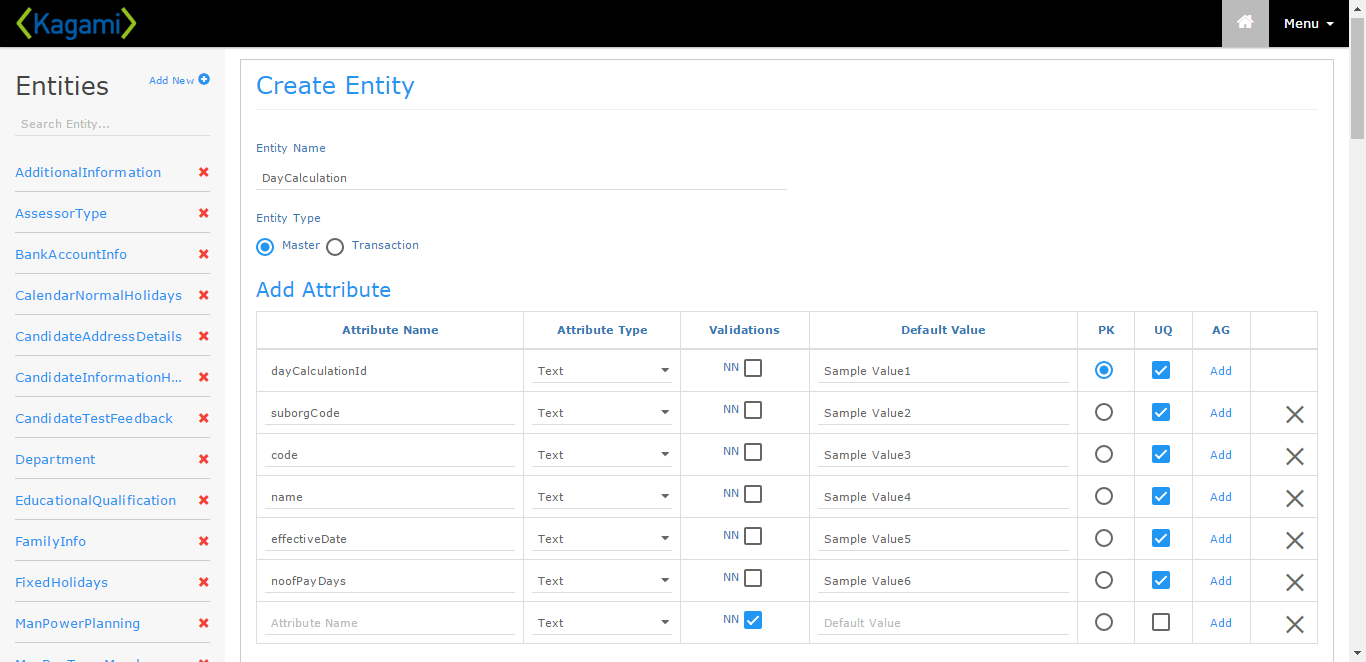 Kagami
Menu
Entities
Add New
Search Entity...
AdditionalInformation
AssessorType
BankAccountInfo
CalendarNormalHolidays
CandidateAddressDetails
CandidateInformationH...
CandidateTestFeedback
Department
EducationalQualification
FamilyInfo
FixedHolidays
ManPowerPlanning
Create Entity
Entity Name
DayCalculation
Entity Type
Master Transaction
Add Attribute
Attribute Name Attribute Type Validations Default Value PK UQ AG
dayCalculationId Text NN Sample Value1 Add
suborgCode Text NN Sample Value2 Add
code Text NN Sample Value3 Add
name Text NN Sample Value4 Add
effectiveDate Text NN Sample Value5 Add
noofPayDays Text NN Sample Value6 Add
Attribute Name Text NN Default Value Add